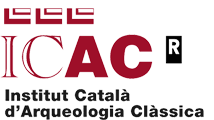 ICAC R
Institut Català
d'Arqueologia Clàssica